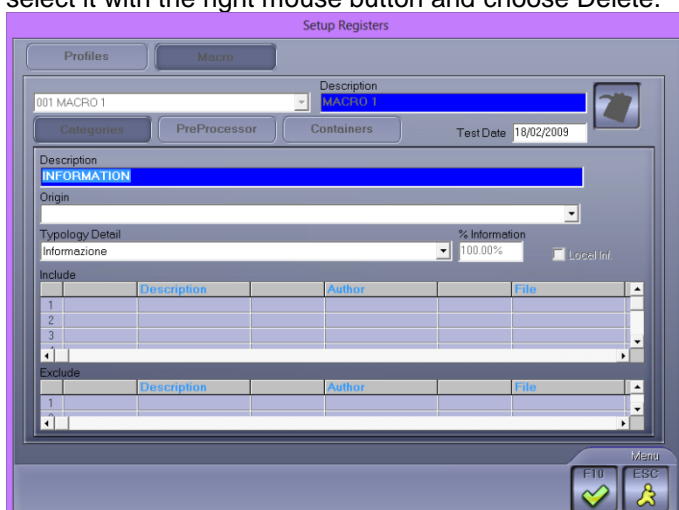 select it with the right mouse button and choose Delete.
Setup Registers
Profiles Macro
Description
001 MACRO 1 MACRO 1
Categories PreProcessor Containers Test Date 18/02/2009
Description
INFORMATION
Origin
Typology Detail % Information
Informazione 100.00% Local Inf.
Include
Description Author File
1
2
3
Exclude
Description Author File
1
Menu
F10 ESC